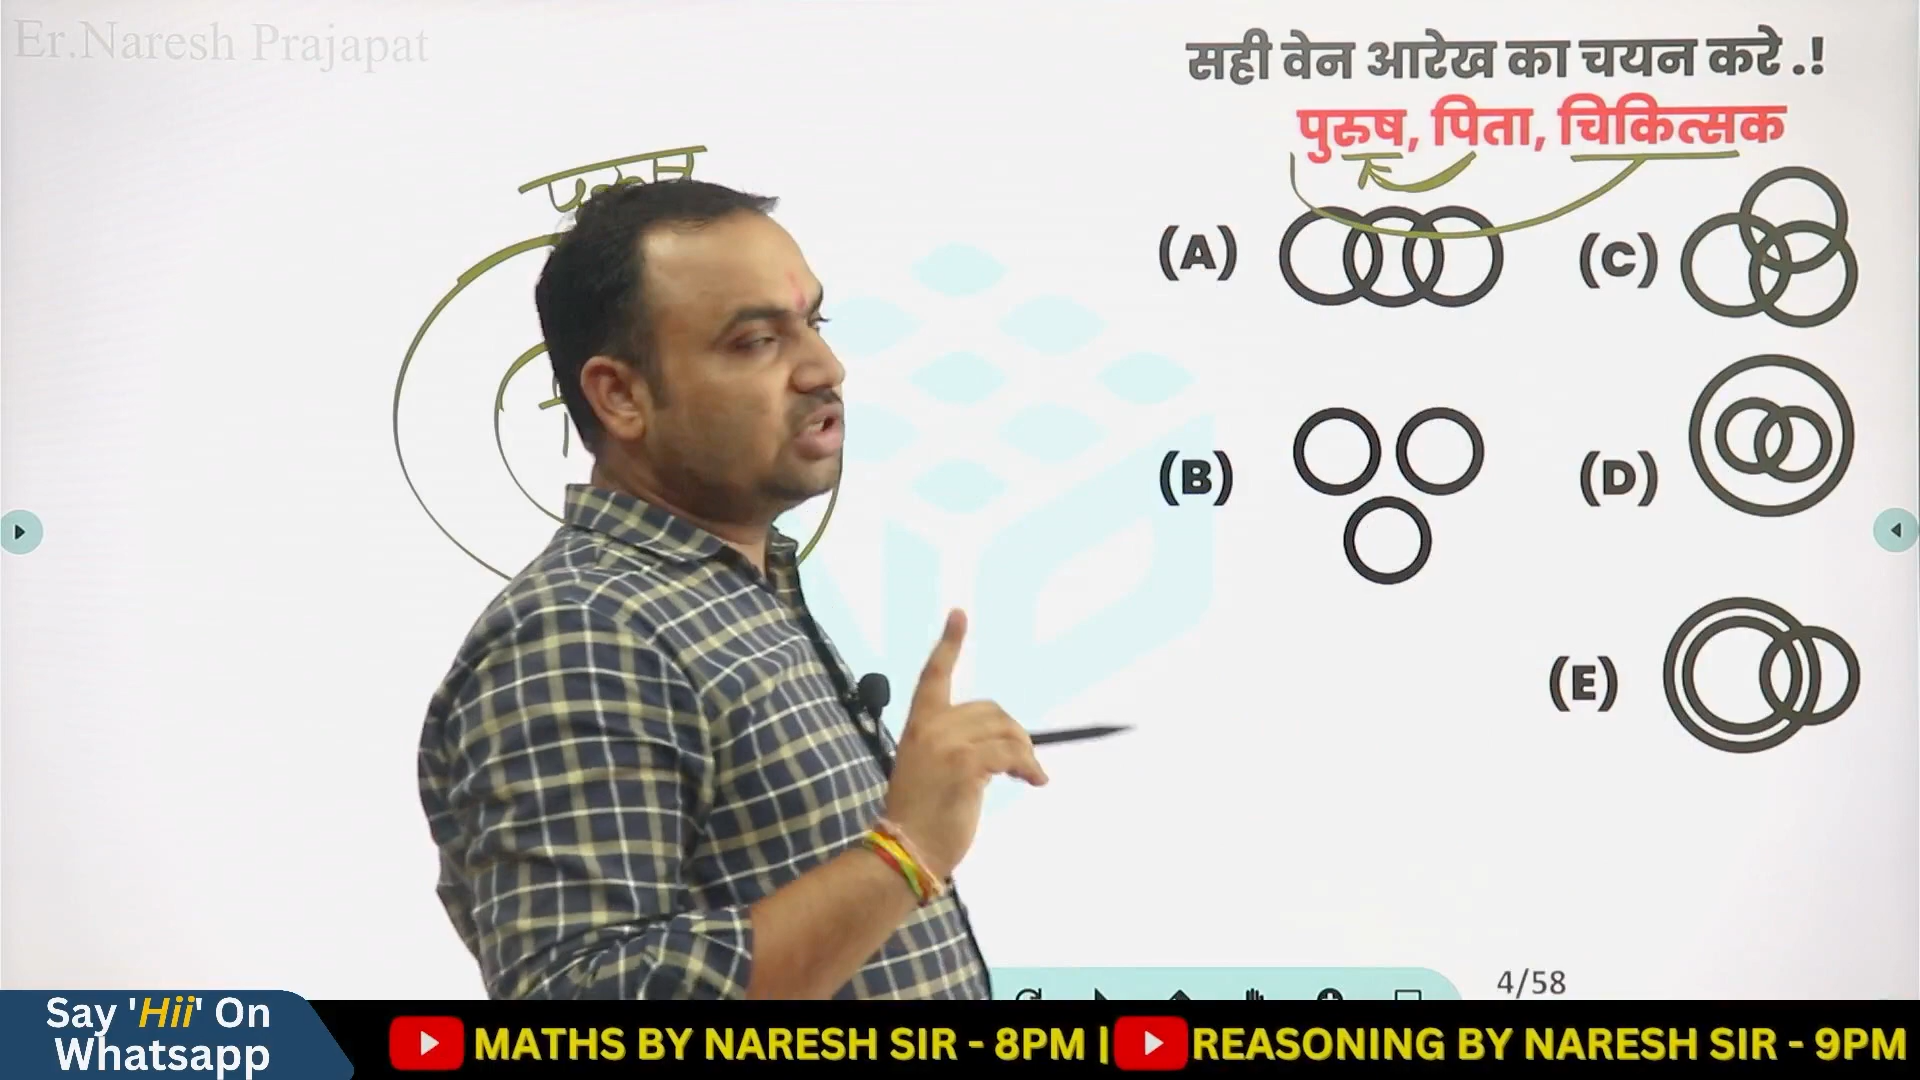 Er.Naresh Prajapat
सही वेन आरेख का चयन करे .!
पुरुष, पिता, चिकित्सक
(A)
(C)
(B)
(D)
(E)
4/58
Say 'Hii' On
Whatsapp
MATHS BY NARESH SIR - 8PM |
REASONING BY NARESH SIR - 9PM